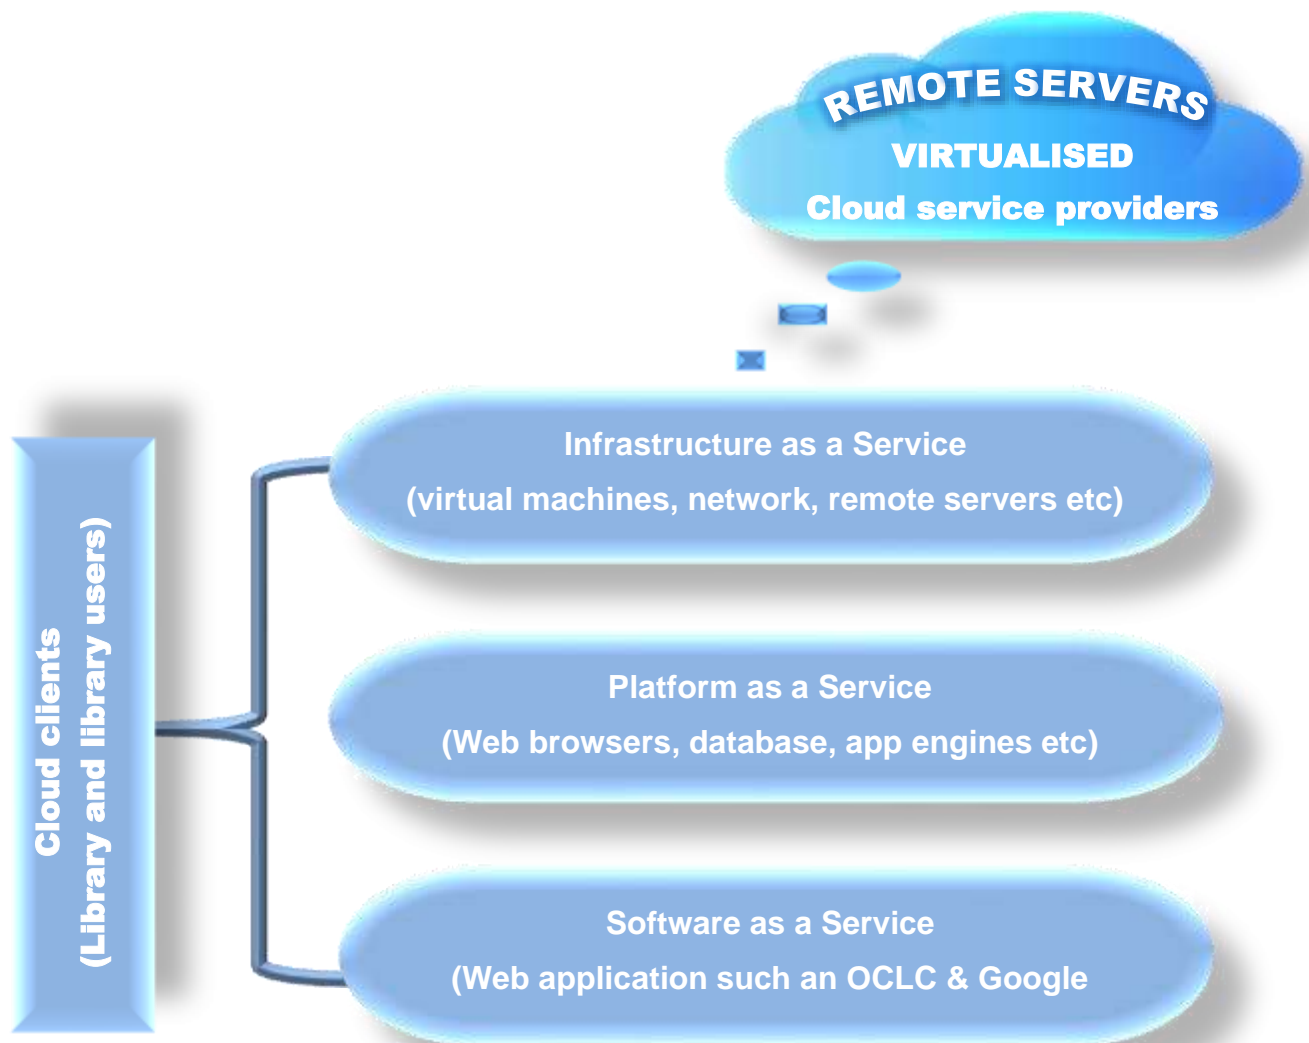 REMOTE SERVERS
VIRTUALISED
Cloud service providers
Infrastructure as a Service
(virtual machines, network, remote servers etc)
Cloud clients
(Library and library users)
Platform as a Service
(Web browsers, database, app engines etc)
Software as a Service
(Web application such an OCLC & Google